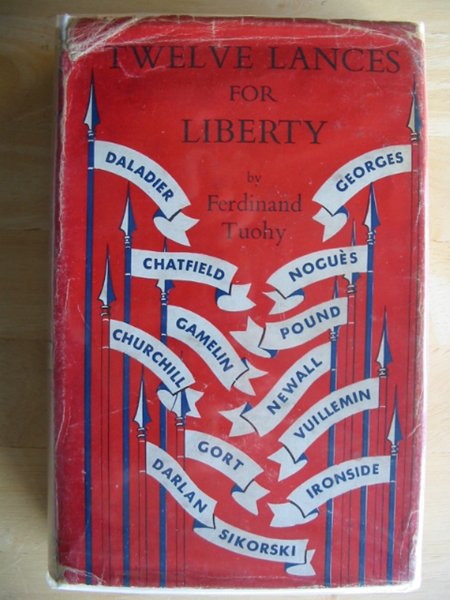 TWELVE LANCES
FOR
LIBERTY
by
Ferdinand
Tuohy
DALADIER
GEORGES
CHATFIELD
NOGUÈS
GAMELIN
POUND
CHURCHILL
NEWALL
VUILLEMIN
GORT
IRONSIDE
DARLAN
SIKORSKI